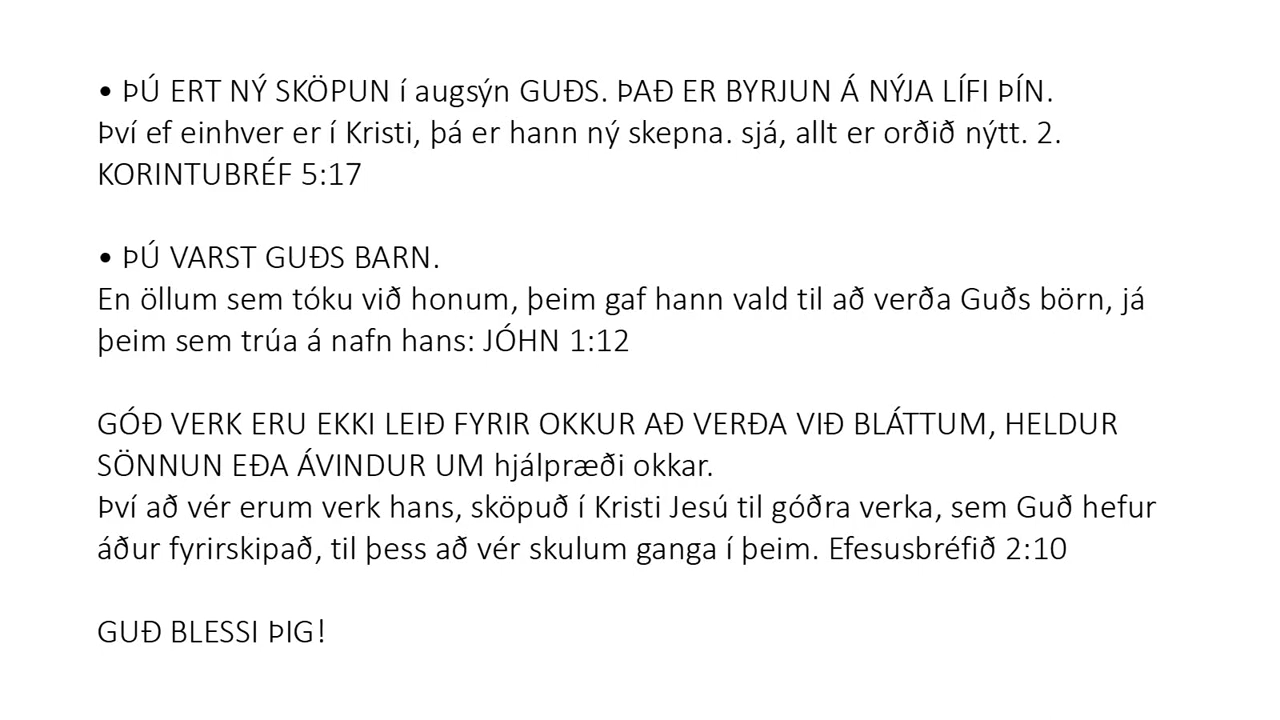 • ÞÚ ERT NÝ SKÖPUN í augsýn GUÐS. ÞAÐ ER BYRJUN Á NÝJA LÍFI ÞÍN.
Því ef einhver er í Kristi, þá er hann ný skepna. sjá, allt er orðið nýtt. 2.
KORINTUBRÉF 5:17
• ÞÚ VARST GUÐS BARN.
En öllum sem tóku við honum, þeim gaf hann vald til að verða Guðs börn, já
þeim sem trúa á nafn hans: JÓHN 1:12
GÓÐ VERK ERU EKKI LEIÐ FYRIR OKKUR AÐ VERÐA VIÐ BLÁTTUM, HELDUR
SÖNNUN EÐA ÁVINDUR UM hjálpræði okkar.
Því að vér erum verk hans, sköpuð í Kristi Jesú til góðra verka, sem Guð hefur
áður fyrirskipað, til þess að vér skulum ganga í þeim. Efesusbréfið 2:10
GUÐ BLESSI ÞIG!